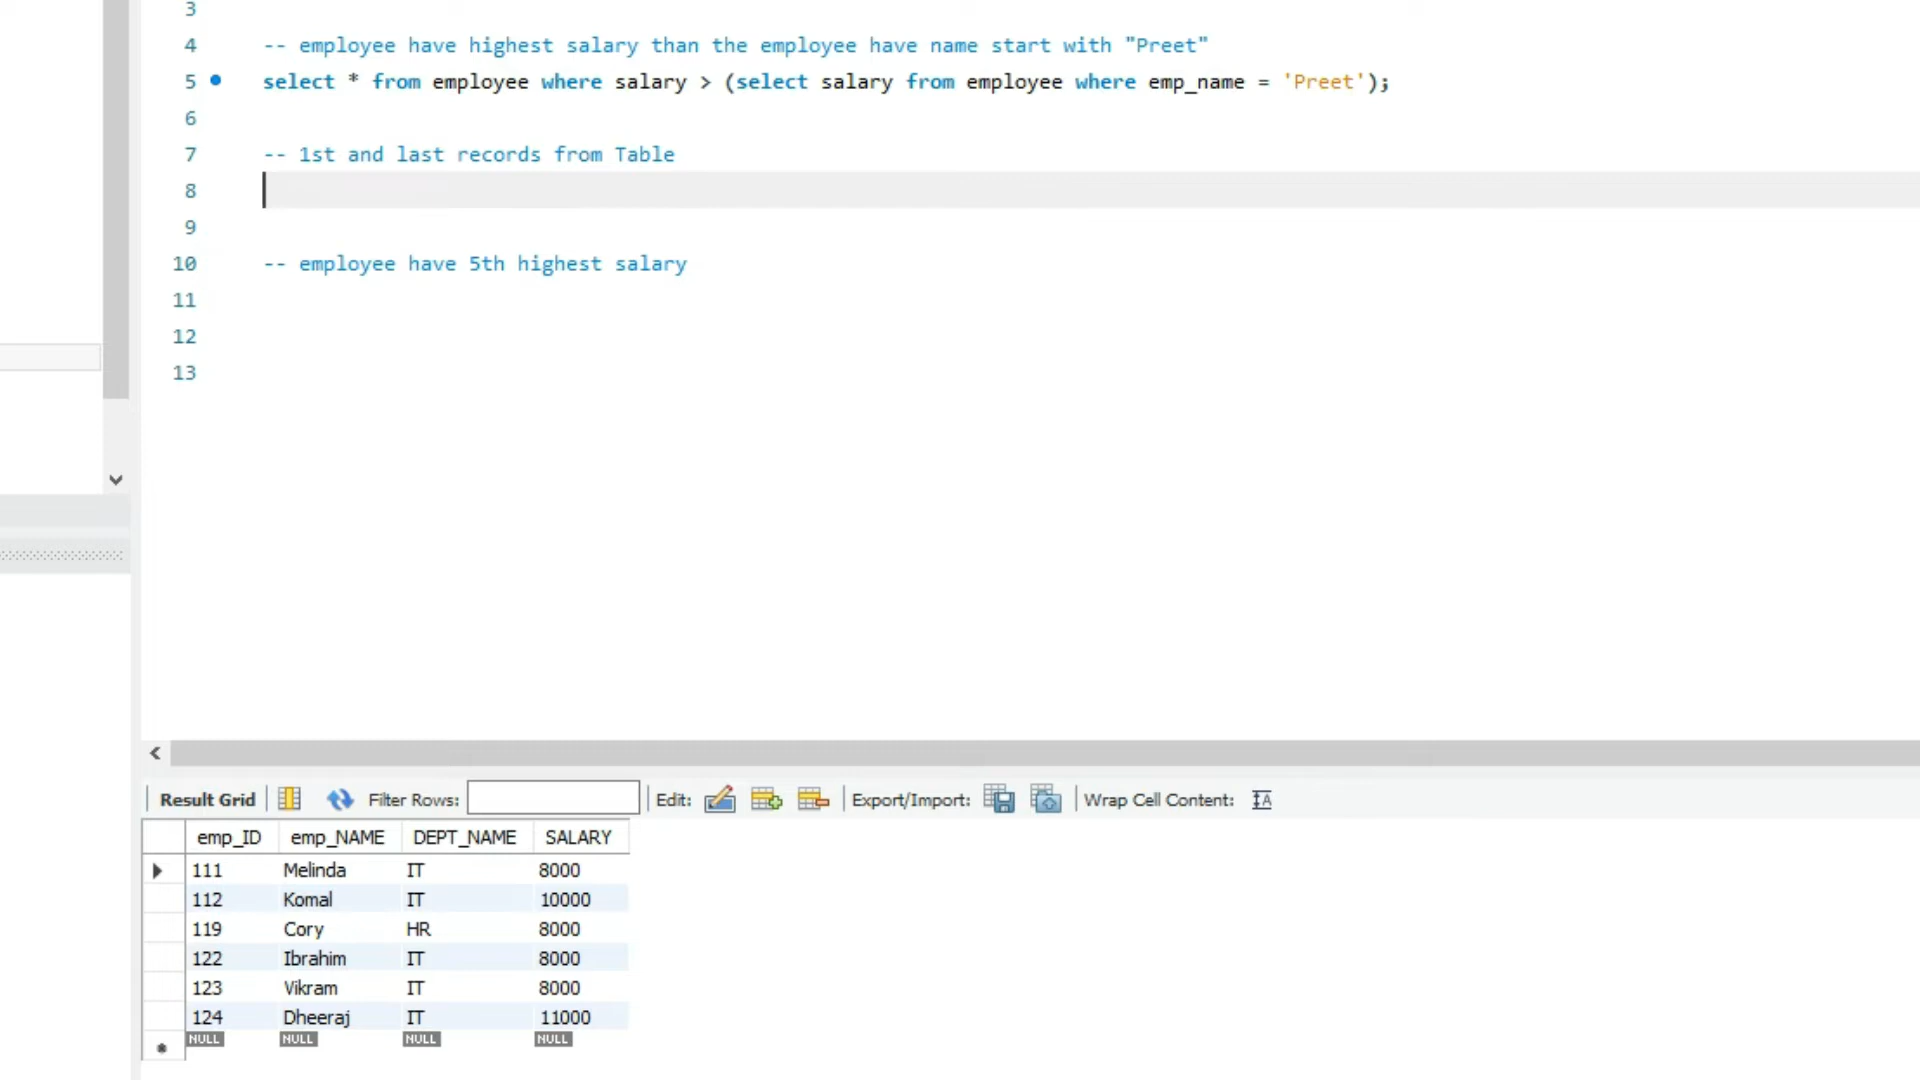 3
4 -- employee have highest salary than the employee have name start with "Preet"
5 select * from employee where salary > (select salary from employee where emp_name = 'Preet');
6
7 -- 1st and last records from Table
8
9
10 -- employee have 5th highest salary
11
12
13
Result Grid Filter Rows: Edit: Export/Import: Wrap Cell Content:
emp_ID emp_NAME DEPT_NAME SALARY
111 Melinda IT 8000
112 Komal IT 10000
119 Cory HR 8000
122 Ibrahim IT 8000
123 Vikram IT 8000
124 Dheeraj IT 11000
NULL NULL NULL NULL